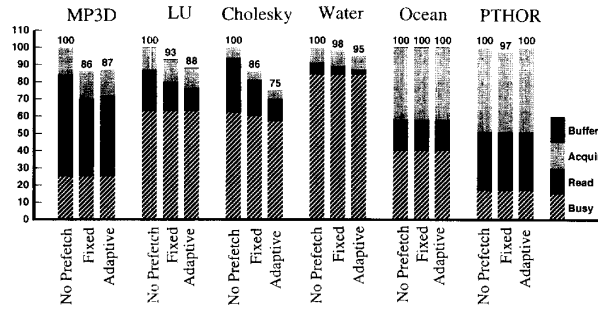 MP3D LU Cholesky Water Ocean PTHOR
110
100
90
80
70
60
50
40
30
20
10
0
100 86 87
100 93 88
100 86 75
100 98 95
100 100 100
100 97 100
Buffer
Acquir
Read
Busy
No Prefetch Fixed Adaptive
No Prefetch Fixed Adaptive
No Prefetch Fixed Adaptive
No Prefetch Fixed Adaptive
No Prefetch Fixed Adaptive
No Prefetch Fixed Adaptive